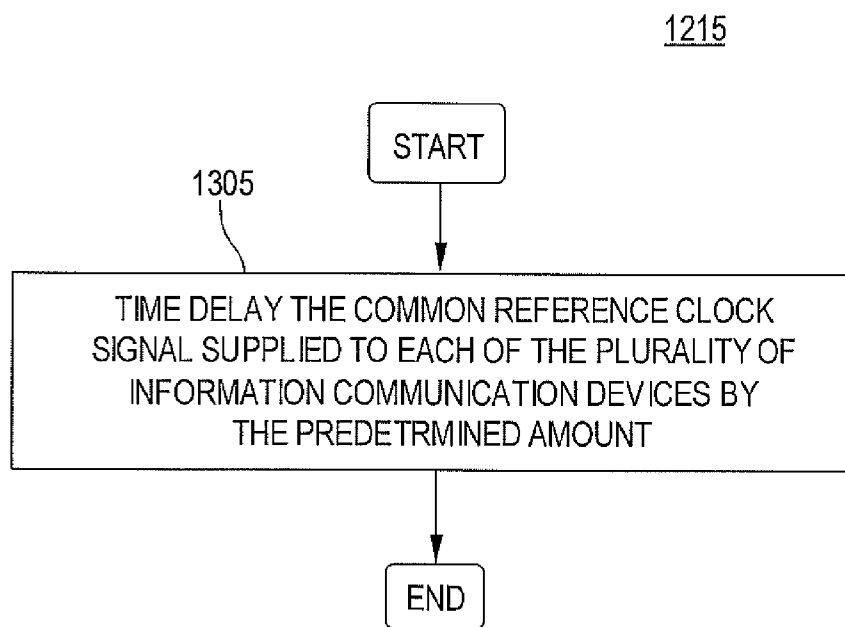 1215
START
1305
TIME DELAY THE COMMON REFERENCE CLOCK
SIGNAL SUPPLIED TO EACH OF THE PLURALITY OF
INFORMATION COMMUNICATION DEVICES BY
THE PREDETRMINED AMOUNT
END